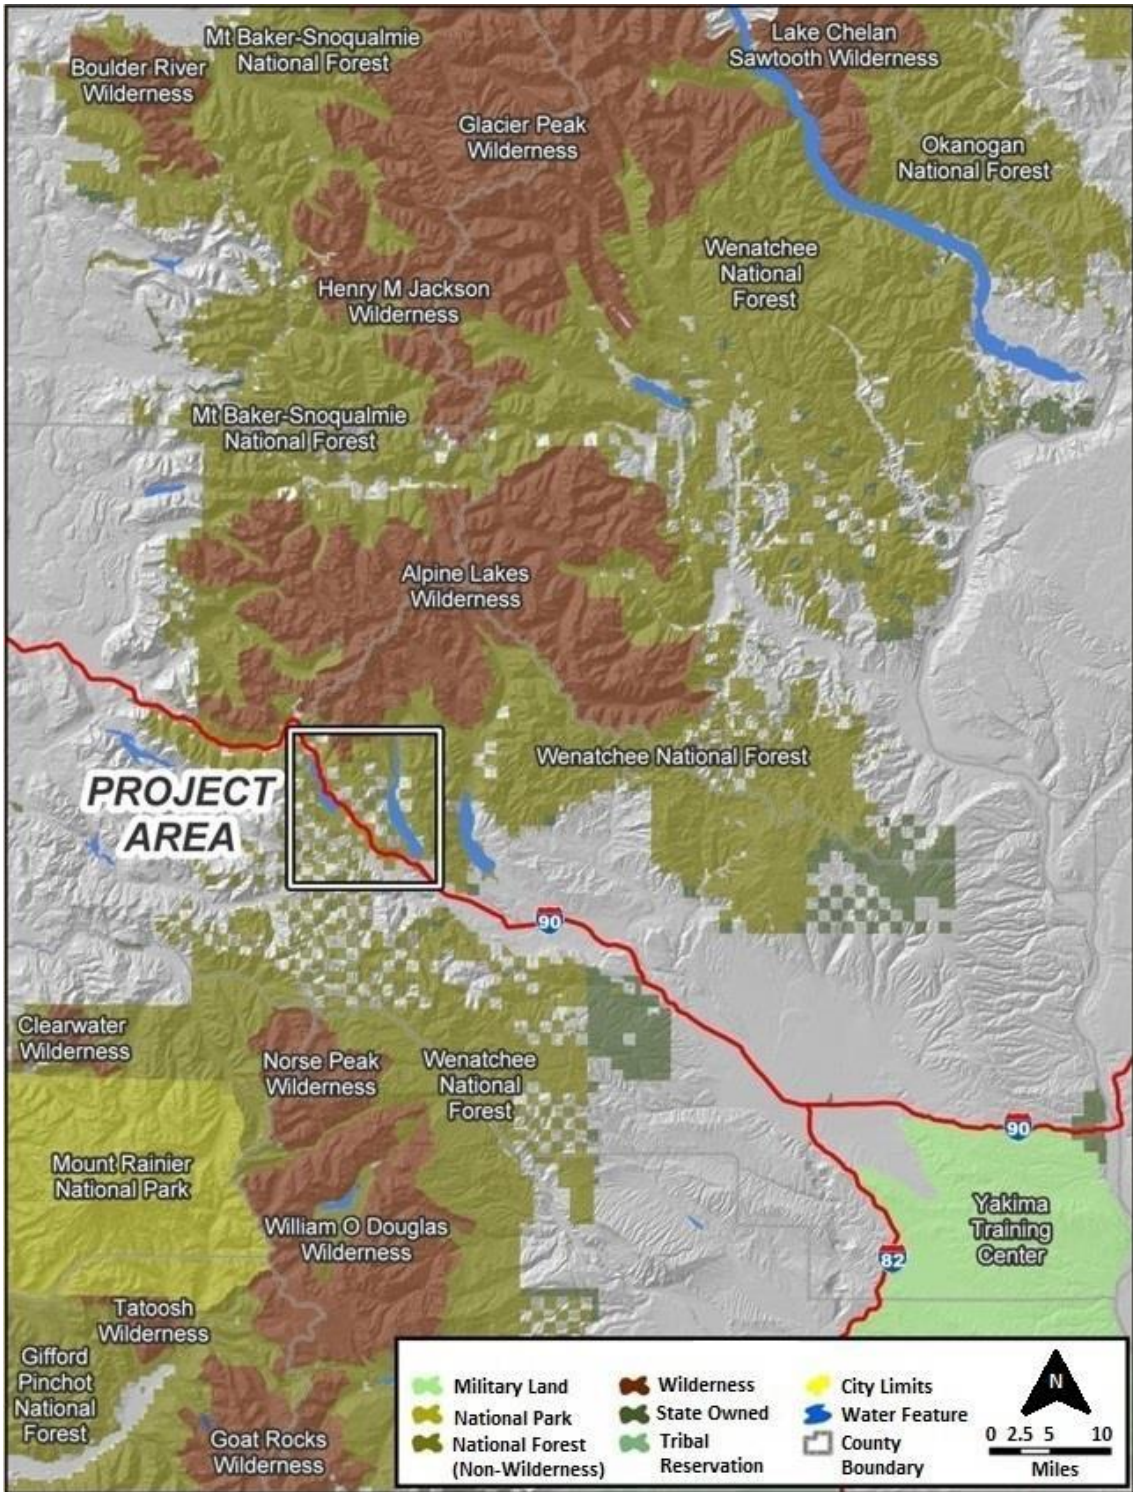 Mt Baker-Snoqualmie
National Forest
Boulder River
Wilderness
Lake Chelan
Sawtooth Wilderness
Glacier Peak
Wilderness
Okanogan
National Forest
Wenatchee
National
Forest
Henry M Jackson
Wilderness
Mt Baker-Snoqualmie
National Forest
Alpine Lakes
Wilderness
Wenatchee National Forest
PROJECT
AREA
90
Clearwater
Wilderness
Norse Peak
Wilderness
Wenatchee
National
Forest
90
Mount Rainier
National Park
William O Douglas
Wilderness
Yakima
Training
Center
82
Tatoosh
Wilderness
Gifford
Pinchot
National
Forest
Goat Rocks
Wilderness
Military Land
National Park
National Forest
(Non-Wilderness)
Wilderness
State Owned
Tribal
Reservation
City Limits
Water Feature
County
Boundary
N
0 2.5 5 10
Miles